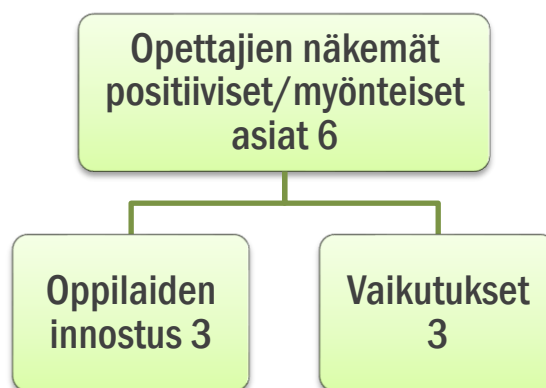 Opettajien näkemät
positiiviset/myönteiset
asiat 6
Oppilaiden
innostus 3
Vaikutukset
3